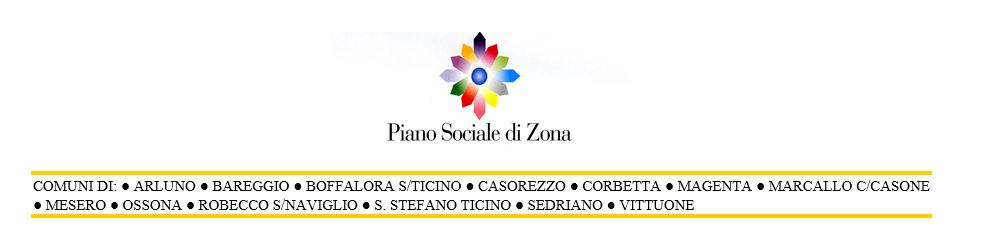 Piano Sociale di Zona
COMUNI DI: ● ARLUNO ● BAREGGIO ● BOFFALORA S/TICINO ● CASOREZZO ● CORBETTA ● MAGENTA ● MARCALLO C/CASONE
● MESERO ● OSSONA ● ROBECCO S/NAVIGLIO ● S. STEFANO TICINO ● SEDRIANO ● VITTUONE